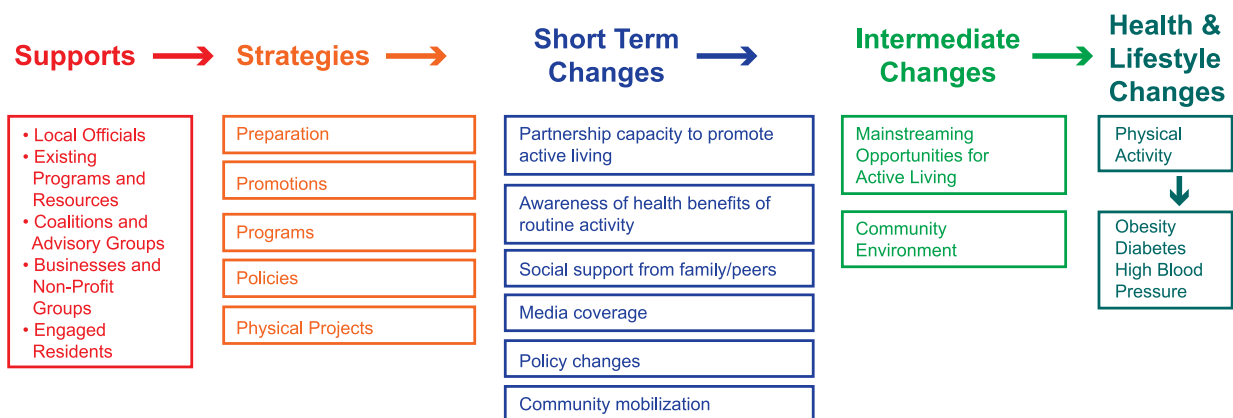 Supports
• Local Officials
• Existing
Programs and
Resources
• Coalitions and
Advisory Groups
• Businesses and
Non-Profit
Groups
• Engaged
Residents
Strategies
Preparation
Promotions
Programs
Policies
Physical Projects
Short Term
Changes
Partnership capacity to promote
active living
Awareness of health benefits of
routine activity
Social support from family/peers
Media coverage
Policy changes
Community mobilization
Intermediate
Changes
Mainstreaming
Opportunities for
Active Living
Community
Environment
Health &
Lifestyle
Changes
Physical
Activity
Obesity
Diabetes
High Blood
Pressure